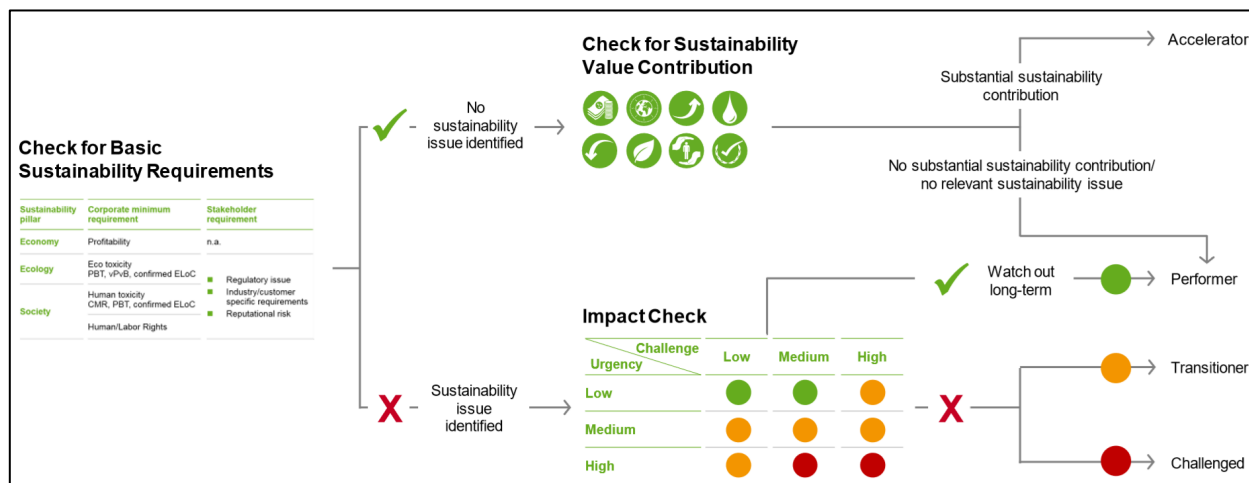 Check for Basic
Sustainability Requirements
Sustainability
pillar
Corporate minimum
requirement
Stakeholder
requirement
Economy
Profitability
n.a.
Ecology
Eco toxicity
PBT, vPvB, confirmed ELoC
Society
Human toxicity
CMR, PBT, confirmed ELoC
Human/Labor Rights
Regulatory issue
Industry/customer
specific requirements
Reputational risk
No
sustainability
issue identified
Check for Sustainability
Value Contribution
Substantial sustainability
contribution
Accelerator
No substantial sustainability contribution/
no relevant sustainability issue
Watch out
long-term
Performer
X
Sustainability
issue
identified
Impact Check
Challenge
Urgency
Low
Medium
High
Low
Medium
High
X
Transitioner
Challenged